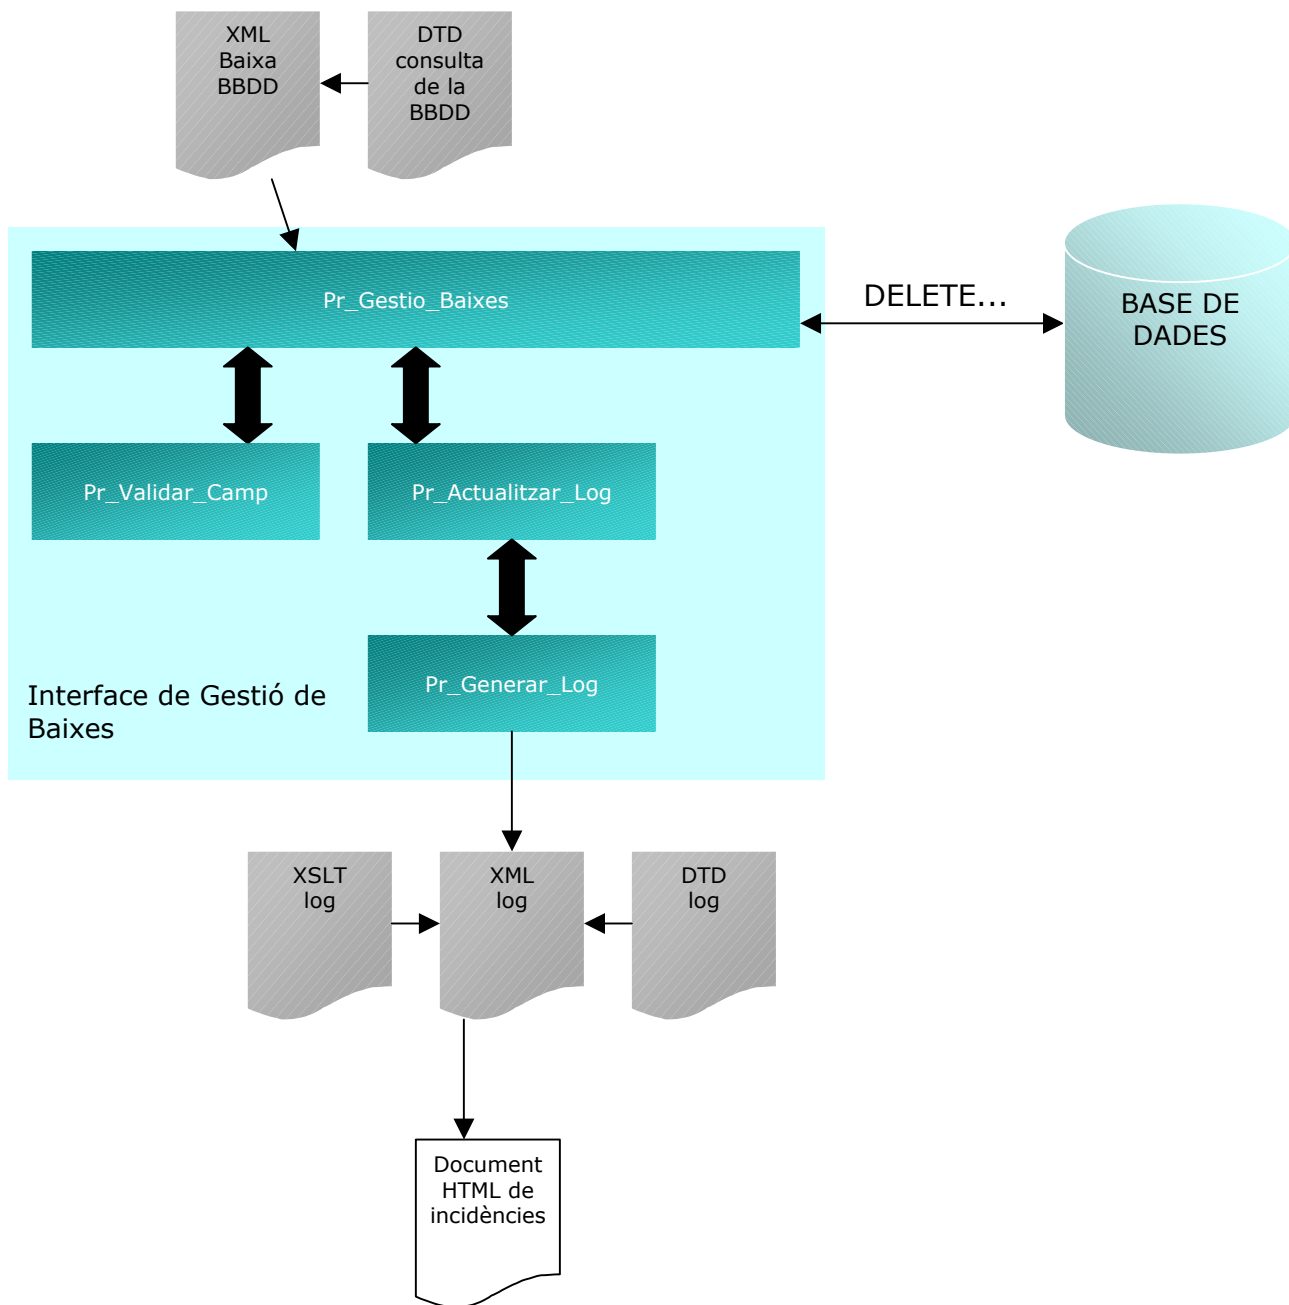 XML
Baixa
BBDD
DTD
consulta
de la
BBDD
Pr_Gestio_Baixes
DELETE...
BASE DE
DADES
Pr_Validar_Camp
Pr_Actualitzar_Log
Pr_Generar_Log
Interface de Gestió de
Baixes
XSLT
log
XML
log
DTD
log
Document
HTML de
incidències